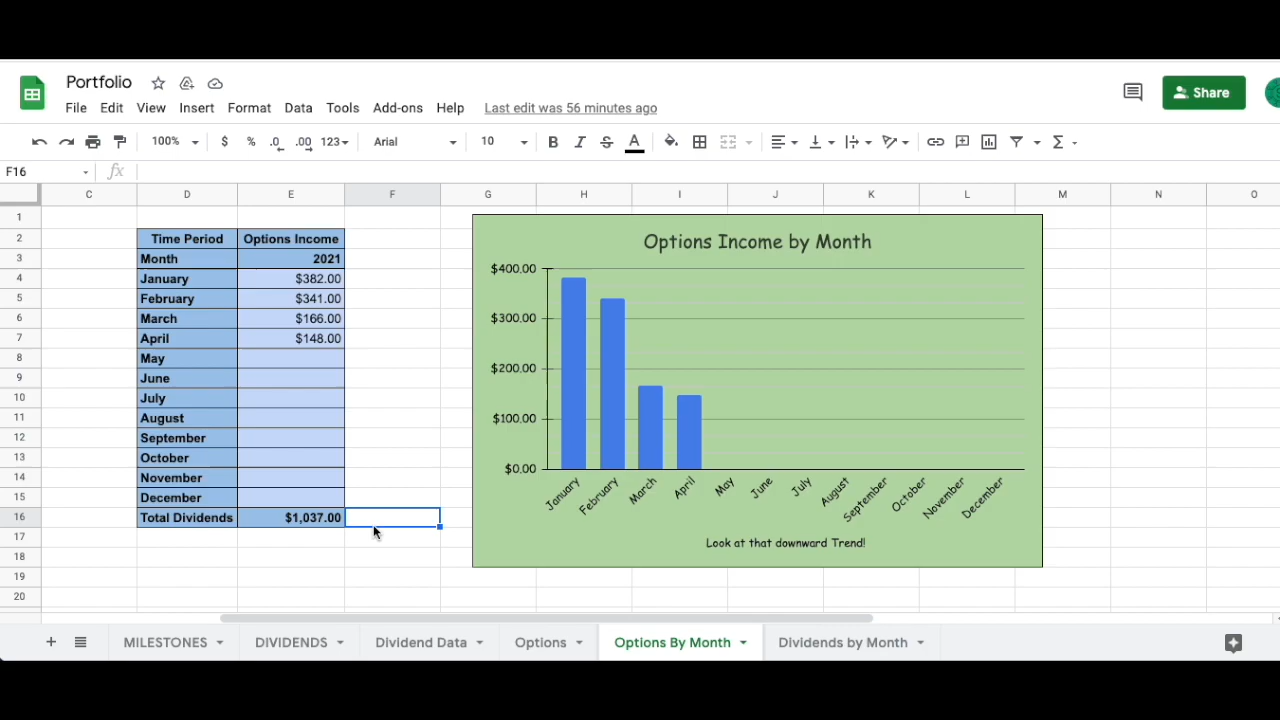 Portfolio
File Edit View Insert Format Data Tools Add-ons Help Last edit was 56 minutes ago
Share
100% $ % .0 .00 123 Arial 10 B I S A Σ
F16 fx
C D E F G H I J K L M N O
1
2 Time Period Options Income
3 Month 2021
4 January $382.00
5 February $341.00
6 March $166.00
7 April $148.00
8 May
9 June
10 July
11 August
12 September
13 October
14 November
15 December
16 Total Dividends $1,037.00
17
18
19
20
Options Income by Month
$400.00
$300.00
$200.00
$100.00
$0.00
January February March April May June July August September October November December
Look at that downward Trend!
+ MILESTONES DIVIDENDS Dividend Data Options Options By Month Dividends by Month